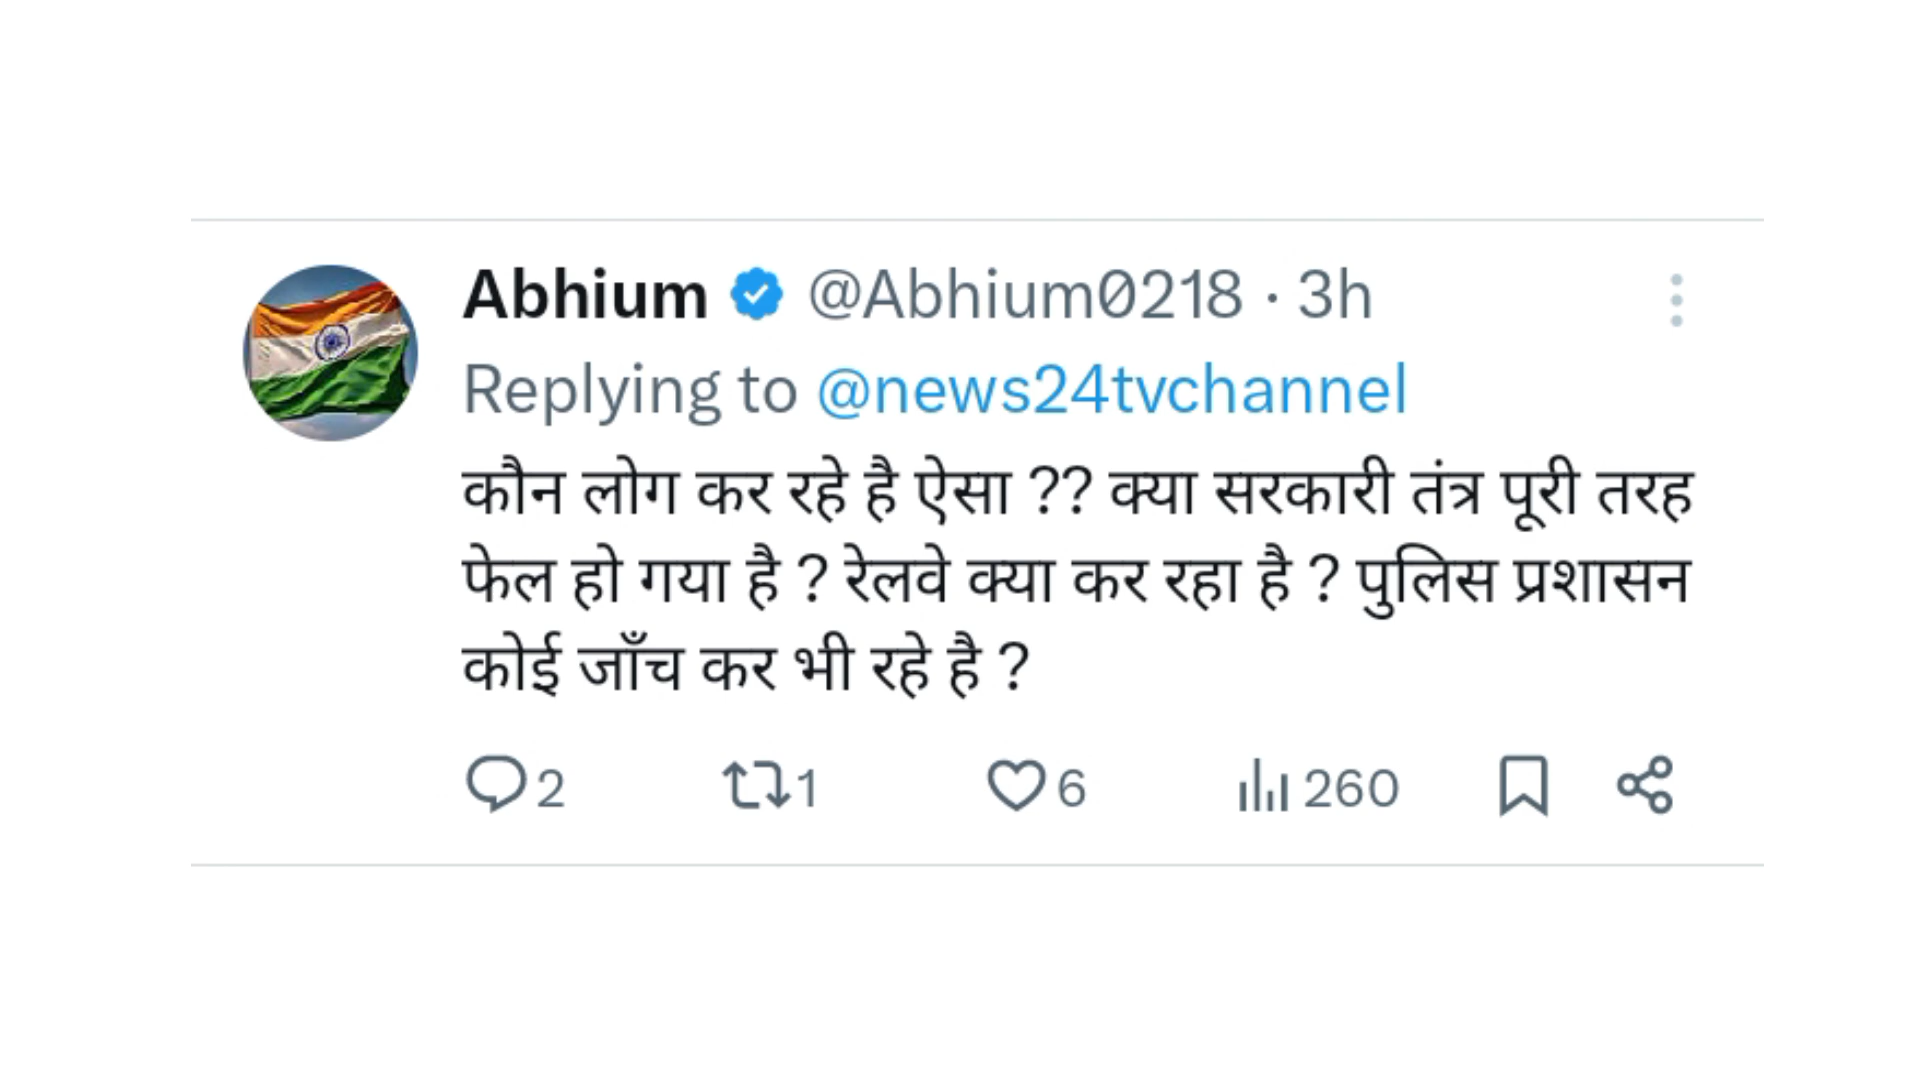 Abhium @Abhium0218 · 3h
Replying to @news24tvchannel
कौन लोग कर रहे है ऐसा ?? क्या सरकारी तंत्र पूरी तरह
फेल हो गया है ? रेलवे क्या कर रहा है ? पुलिस प्रशासन
कोई जाँच कर भी रहे है ?
2 1 6 260